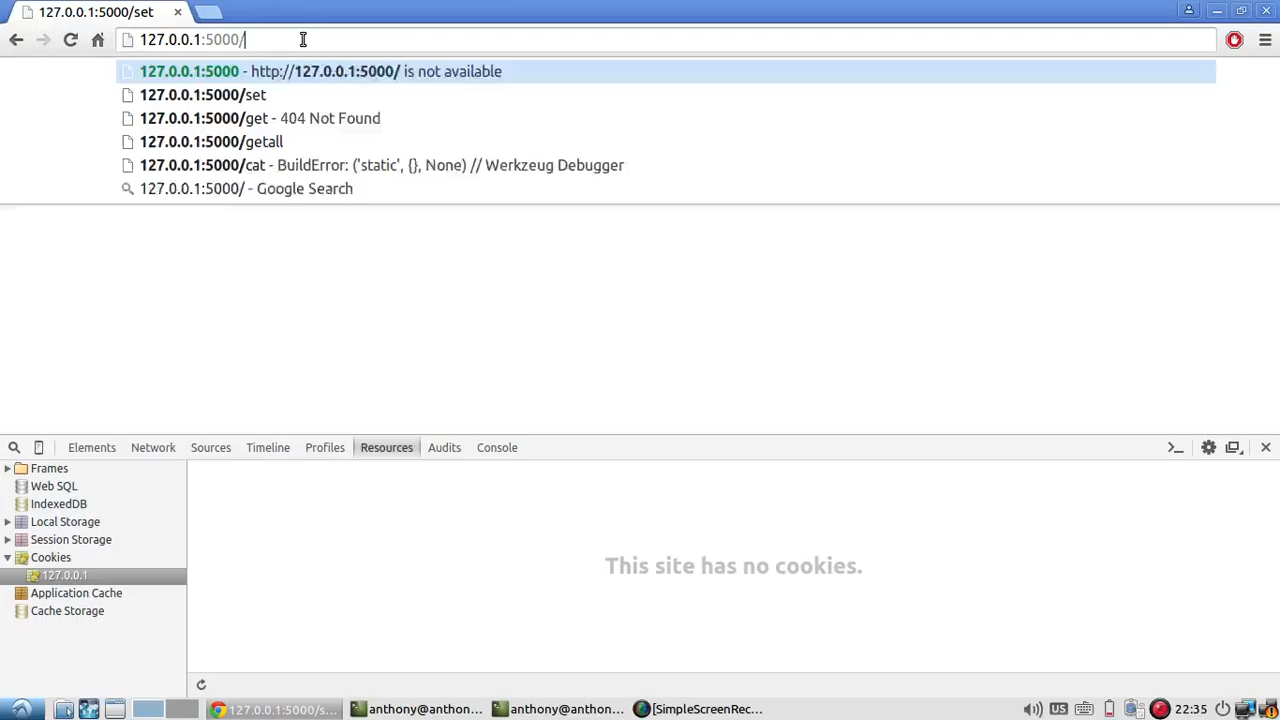 127.0.0.1:5000/set
127.0.0.1:5000/
127.0.0.1:5000 - http://127.0.0.1:5000/ is not available
127.0.0.1:5000/set
127.0.0.1:5000/get - 404 Not Found
127.0.0.1:5000/getall
127.0.0.1:5000/cat - BuildError: ('static', {}, None) // Werkzeug Debugger
127.0.0.1:5000/ - Google Search
Elements Network Sources Timeline Profiles Resources Audits Console
Frames
Web SQL
IndexedDB
Local Storage
Session Storage
Cookies
127.0.0.1
Application Cache
Cache Storage
This site has no cookies.
127.0.0.1:5000/s... anthony@anthon... anthony@anthon... [SimpleScreenRec... US 22:35